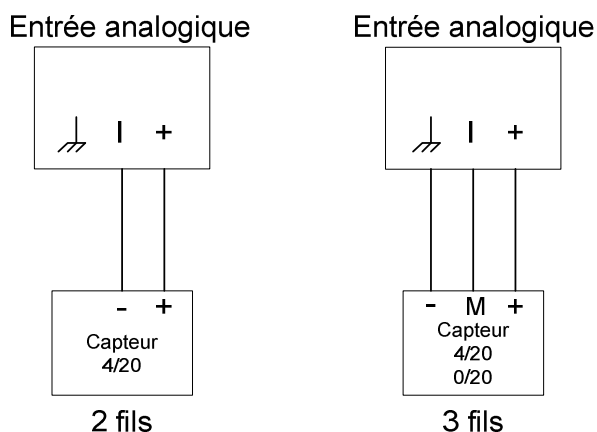 Entrée analogique
I +
- +
Capteur
4/20
2 fils
Entrée analogique
I +
- M +
Capteur
4/20
0/20
3 fils